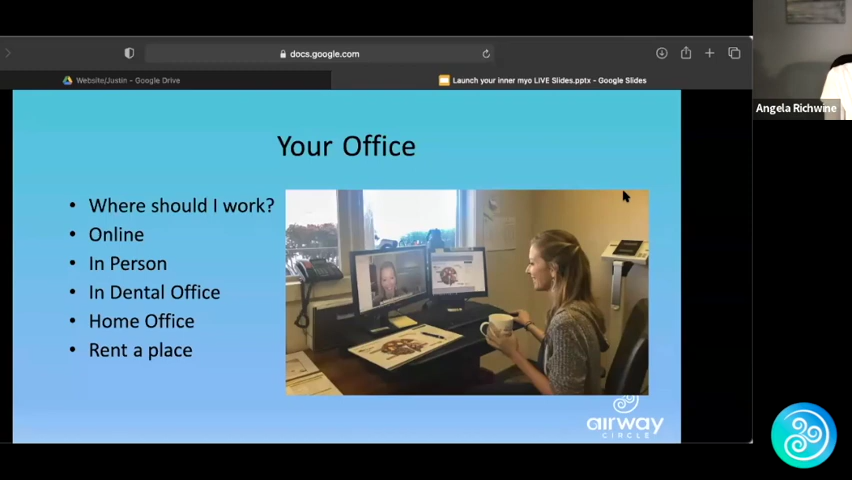 docs.google.com
Website/Justin - Google Drive
Launch your inner myo LIVE Slides.pptx - Google Slides
Angela Richwine
Your Office
• Where should I work?
• Online
• In Person
• In Dental Office
• Home Office
• Rent a place
airway
CIRCLE